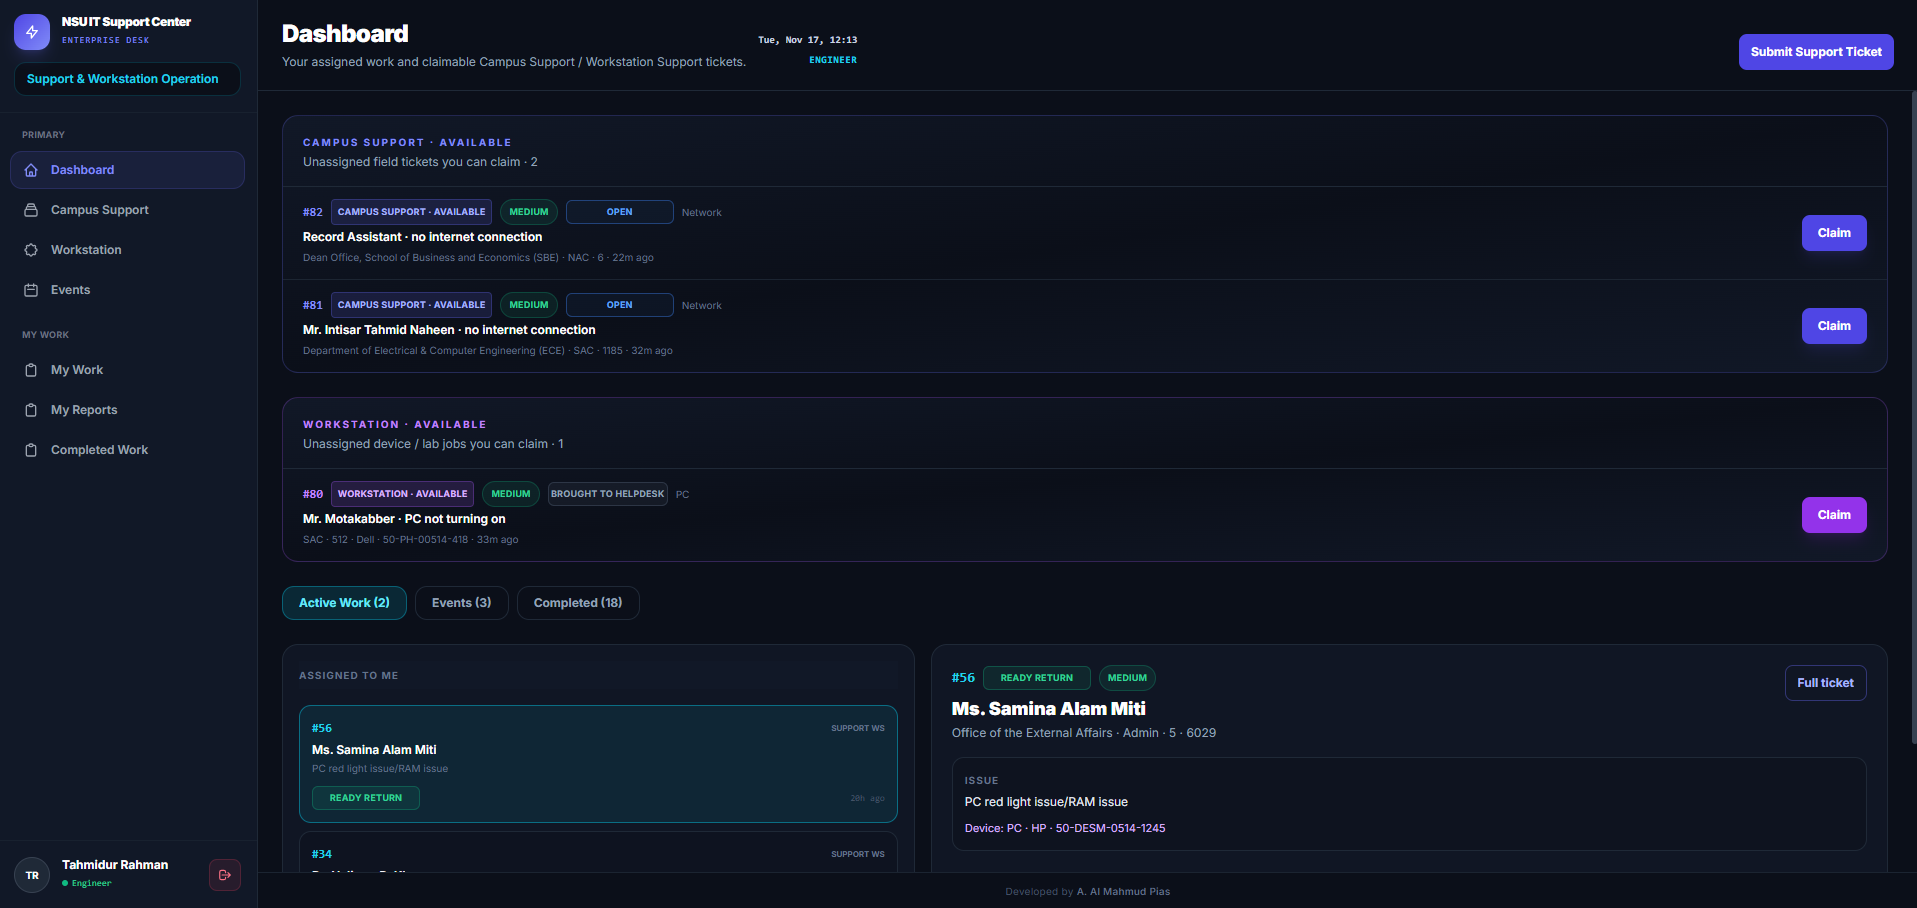 NSU IT Support Center
ENTERPRISE DESK
Support & Workstation Operation
PRIMARY
Dashboard
Campus Support
Workstation
Events
MY WORK
My Work
My Reports
Completed Work
Tahmidur Rahman
Engineer
TR
Dashboard
Your assigned work and claimable Campus Support / Workstation Support tickets.
Tue, Nov 17, 12:13
ENGINEER
Submit Support Ticket
CAMPUS SUPPORT · AVAILABLE
Unassigned field tickets you can claim · 2
#82 CAMPUS SUPPORT · AVAILABLE MEDIUM OPEN Network
Record Assistant · no internet connection
Dean Office, School of Business and Economics (SBE) · NAC · 6 · 22m ago
Claim
#81 CAMPUS SUPPORT · AVAILABLE MEDIUM OPEN Network
Mr. Intisar Tahmid Naheen · no internet connection
Department of Electrical & Computer Engineering (ECE) · SAC · 1185 · 32m ago
Claim
WORKSTATION · AVAILABLE
Unassigned device / lab jobs you can claim · 1
#80 WORKSTATION · AVAILABLE MEDIUM BROUGHT TO HELPDESK PC
Mr. Motakabber · PC not turning on
SAC · 512 · Dell · 50-PH-00514-418 · 33m ago
Claim
Active Work (2) Events (3) Completed (18)
ASSIGNED TO ME
#56 SUPPORT WS
Ms. Samina Alam Miti
PC red light issue/RAM issue
READY RETURN 20h ago
#34 SUPPORT WS
#56 READY RETURN MEDIUM
Full ticket
Ms. Samina Alam Miti
Office of the External Affairs · Admin · 5 · 6029
ISSUE
PC red light issue/RAM issue
Device: PC · HP · 50-DESM-0514-1245
Developed by A. Al Mahmud Pias